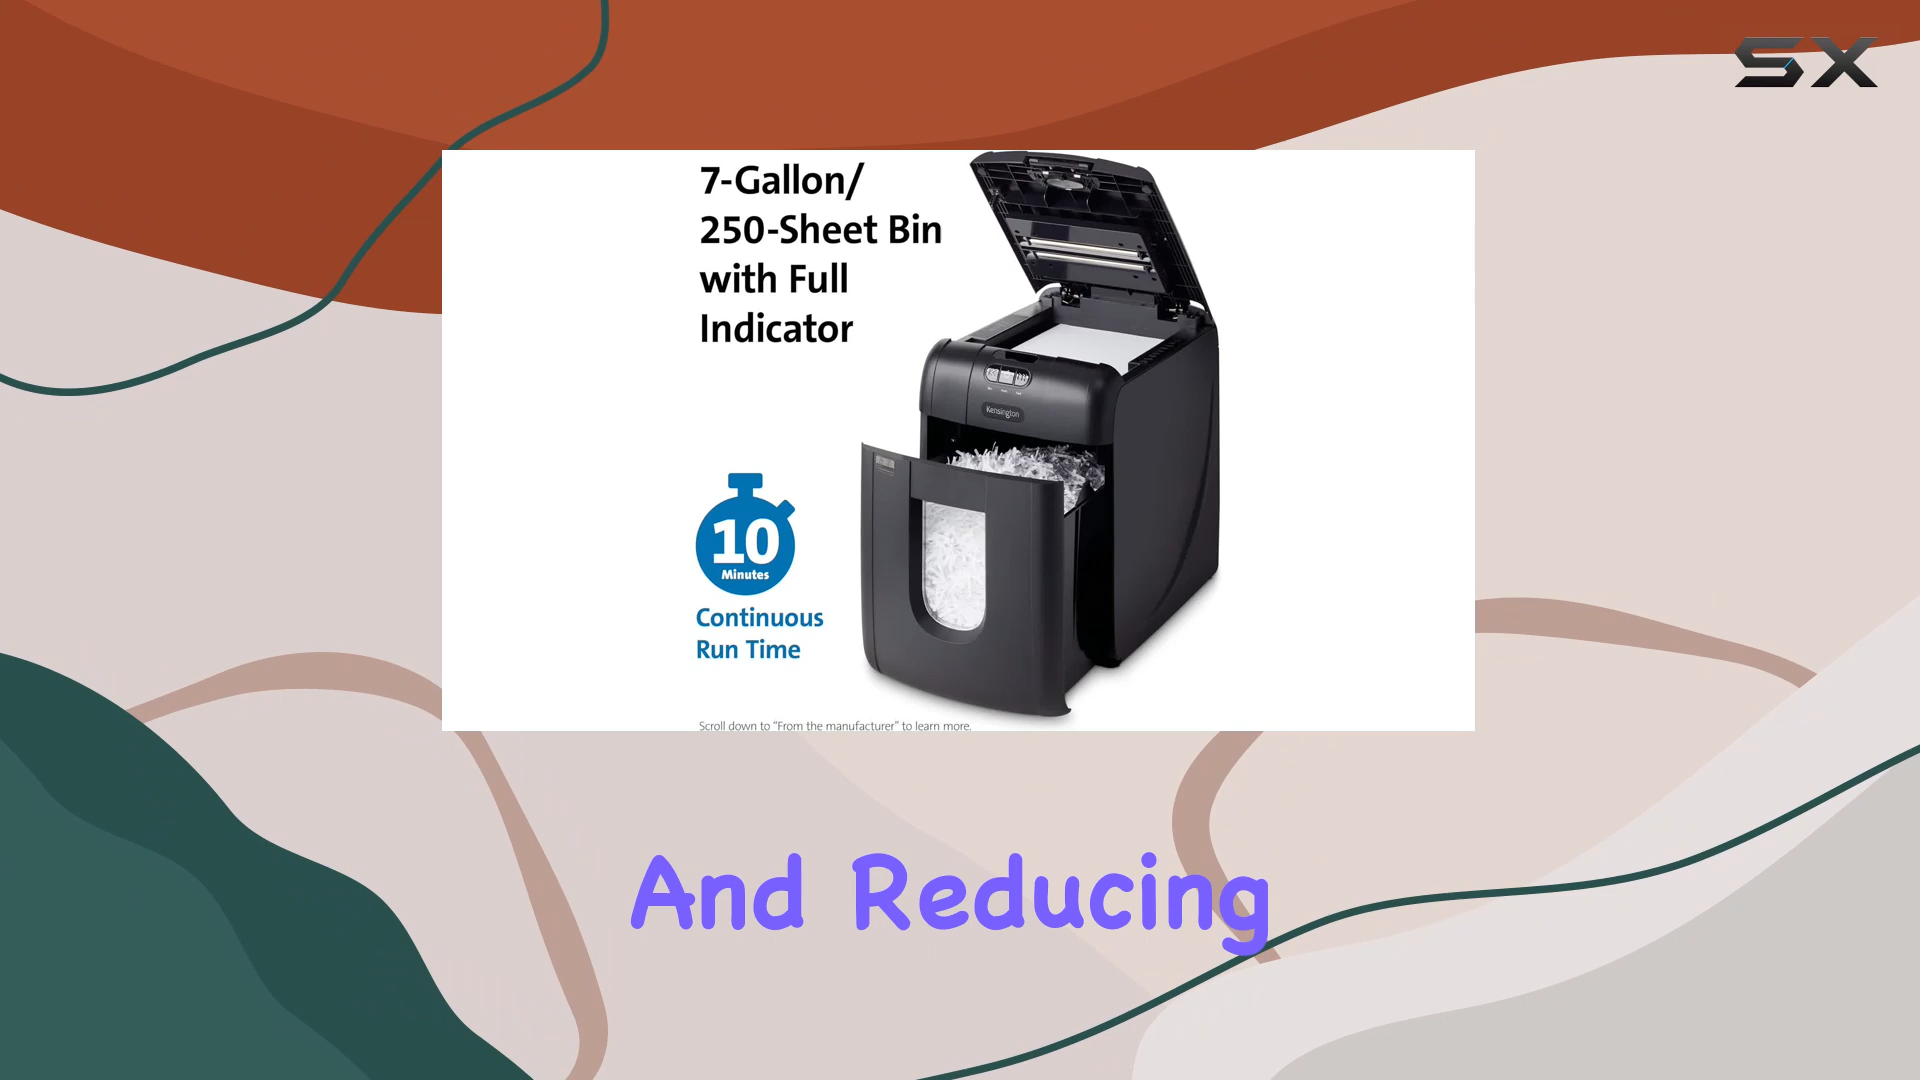 SX
7-Gallon/
250-Sheet Bin
with Full
Indicator
Kensington
10
Minutes
Continuous
Run Time
Scroll down to “From the manufacturer” to learn more.
And Reducing